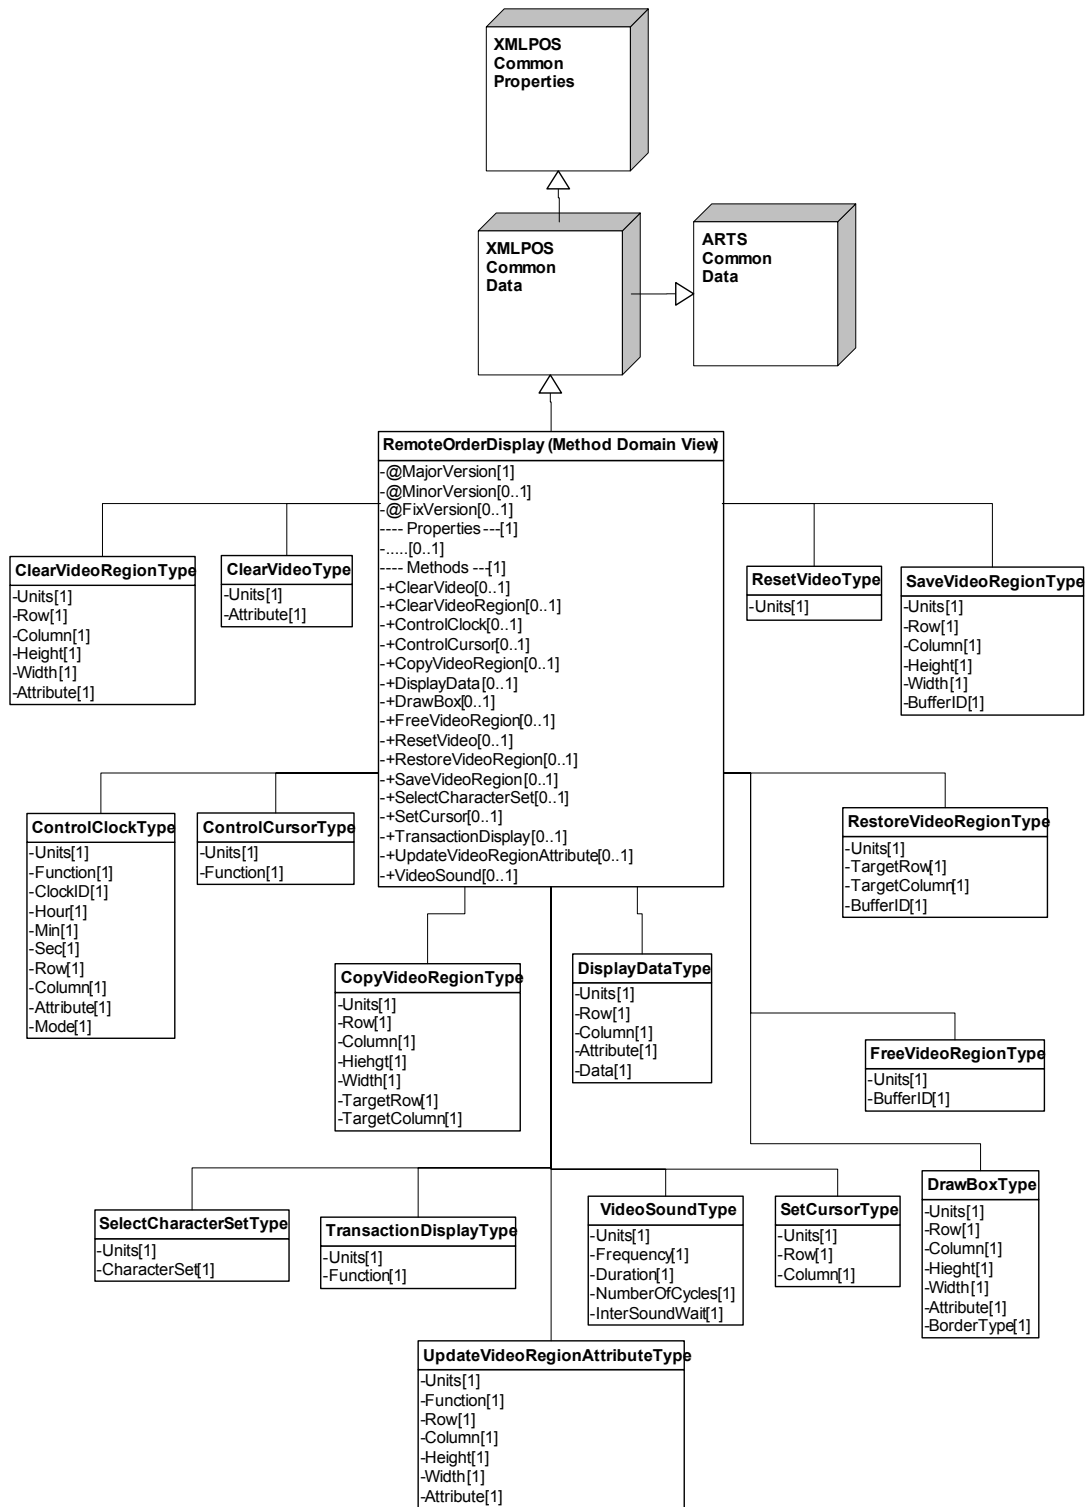 XMLPOS
Common
Properties
XMLPOS
Common
Data
ARTS
Common
Data
RemoteOrderDisplay (Method Domain View)
-@MajorVersion[1]
-@MinorVersion[0..1]
-@FixVersion[0..1]
---- Properties ---[1]
-.....[0..1]
---- Methods ---[1]
-+ClearVideo[0..1]
-+ClearVideoRegion[0..1]
-+ControlClock[0..1]
-+ControlCursor[0..1]
-+CopyVideoRegion[0..1]
-+DisplayData[0..1]
-+DrawBox[0..1]
-+FreeVideoRegion[0..1]
-+ResetVideo[0..1]
-+RestoreVideoRegion[0..1]
-+SaveVideoRegion[0..1]
-+SelectCharacterSet[0..1]
-+SetCursor[0..1]
-+TransactionDisplay[0..1]
-+UpdateVideoRegionAttribute[0..1]
-+VideoSound[0..1]
ClearVideoRegionType
-Units[1]
-Row[1]
-Column[1]
-Height[1]
-Width[1]
-Attribute[1]
ClearVideoType
-Units[1]
-Attribute[1]
ResetVideoType
-Units[1]
SaveVideoRegionType
-Units[1]
-Row[1]
-Column[1]
-Height[1]
-Width[1]
-BufferID[1]
ControlClockType
-Units[1]
-Function[1]
-ClockID[1]
-Hour[1]
-Min[1]
-Sec[1]
-Row[1]
-Column[1]
-Attribute[1]
-Mode[1]
ControlCursorType
-Units[1]
-Function[1]
RestoreVideoRegionType
-Units[1]
-TargetRow[1]
-TargetColumn[1]
-BufferID[1]
CopyVideoRegionType
-Units[1]
-Row[1]
-Column[1]
-Hiehgt[1]
-Width[1]
-TargetRow[1]
-TargetColumn[1]
DisplayDataType
-Units[1]
-Row[1]
-Column[1]
-Attribute[1]
-Data[1]
FreeVideoRegionType
-Units[1]
-BufferID[1]
SelectCharacterSetType
-Units[1]
-CharacterSet[1]
TransactionDisplayType
-Units[1]
-Function[1]
VideoSoundType
-Units[1]
-Frequency[1]
-Duration[1]
-NumberOfCycles[1]
-InterSoundWait[1]
SetCursorType
-Units[1]
-Row[1]
-Column[1]
DrawBoxType
-Units[1]
-Row[1]
-Column[1]
-Hieght[1]
-Width[1]
-Attribute[1]
-BorderType[1]
UpdateVideoRegionAttributeType
-Units[1]
-Function[1]
-Row[1]
-Column[1]
-Height[1]
-Width[1]
-Attribute[1]